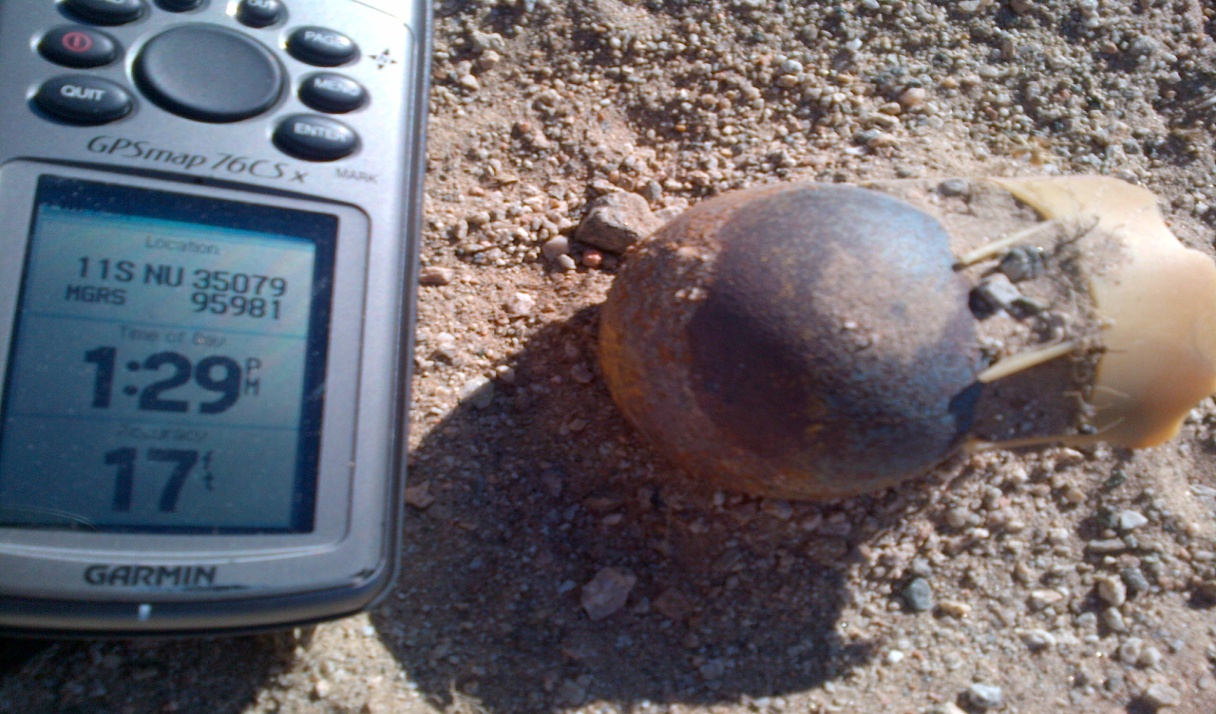 OUT
PAGE
QUIT
MENU
ENTER
GPSmap 76CSx
MARK
Location
11S NU 35079
MGRS 95981
Time of Day
1:29 PM
Accuracy
17 ft
GARMIN